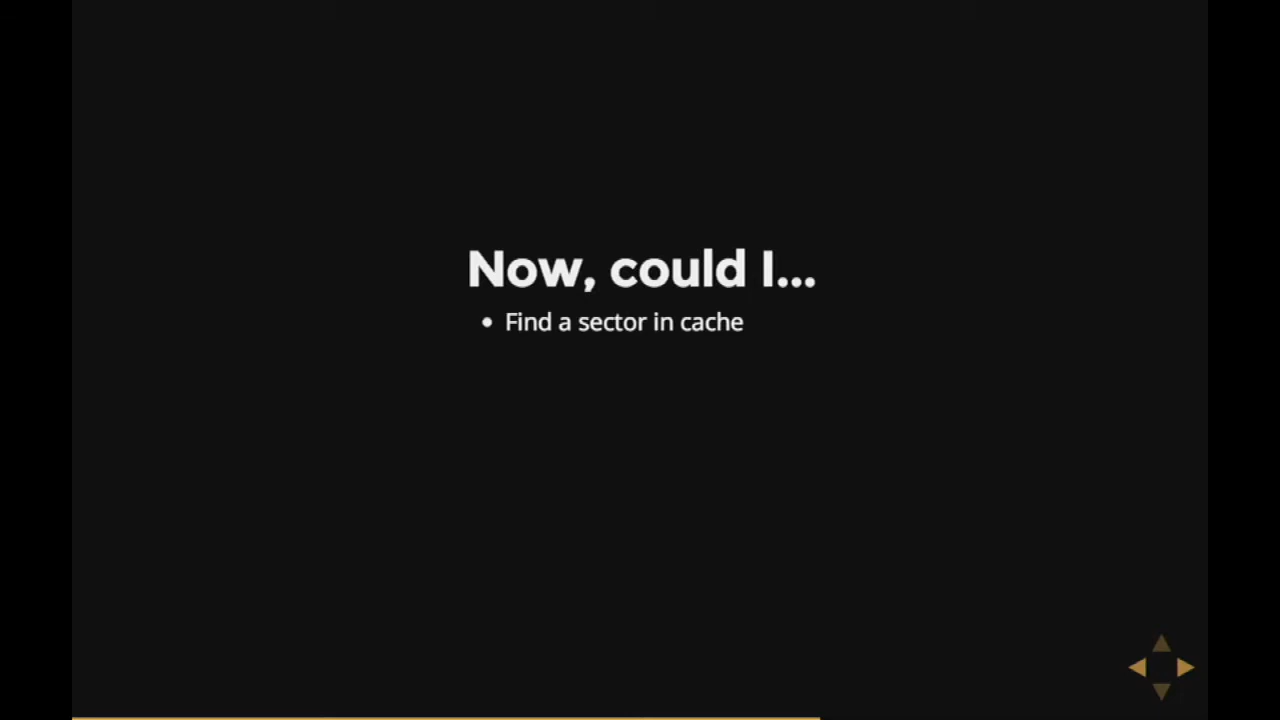 Now, could I...
• Find a sector in cache